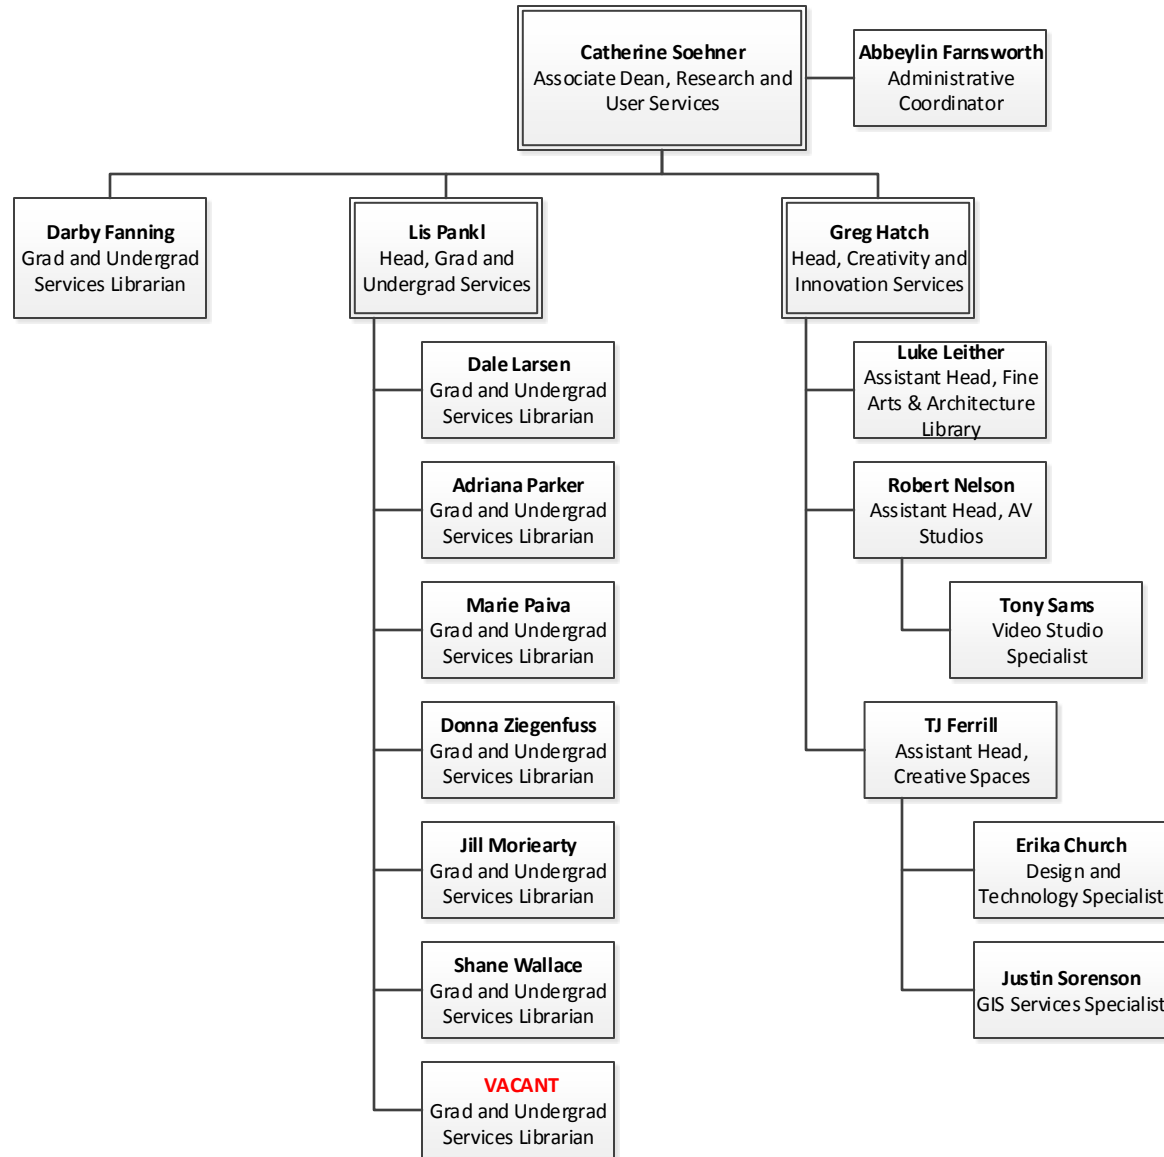 Catherine Soehner
Associate Dean, Research and
User Services
Abbeylin Farnsworth
Administrative
Coordinator
Darby Fanning
Grad and Undergrad
Services Librarian
Lis Pankl
Head, Grad and
Undergrad Services
Greg Hatch
Head, Creativity and
Innovation Services
Dale Larsen
Grad and Undergrad
Services Librarian
Adriana Parker
Grad and Undergrad
Services Librarian
Marie Paiva
Grad and Undergrad
Services Librarian
Donna Ziegenfuss
Grad and Undergrad
Services Librarian
Jill Moriearty
Grad and Undergrad
Services Librarian
Shane Wallace
Grad and Undergrad
Services Librarian
VACANT
Grad and Undergrad
Services Librarian
Luke Leither
Assistant Head, Fine
Arts & Architecture
Library
Robert Nelson
Assistant Head, AV
Studios
Tony Sams
Video Studio
Specialist
TJ Ferrill
Assistant Head,
Creative Spaces
Erika Church
Design and
Technology Specialist
Justin Sorenson
GIS Services Specialist